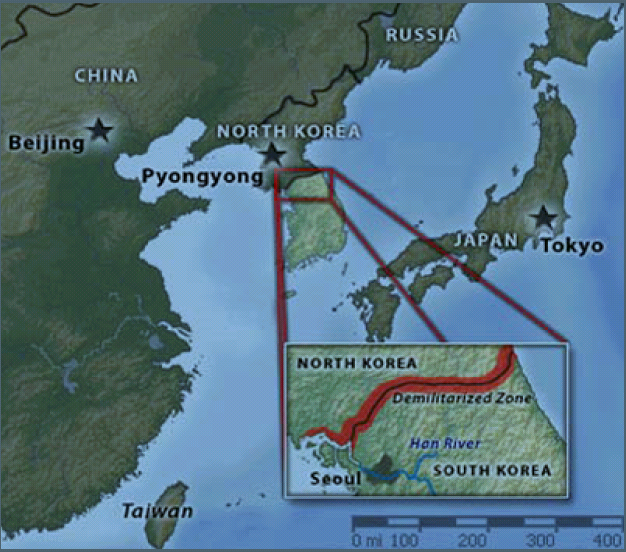 RUSSIA
CHINA
Beijing
NORTH KOREA
Pyongyong
JAPAN
Tokyo
NORTH KOREA
Demilitarized Zone
Han River
Seoul
SOUTH KOREA
Taiwan
0 mi 100 200 300 400